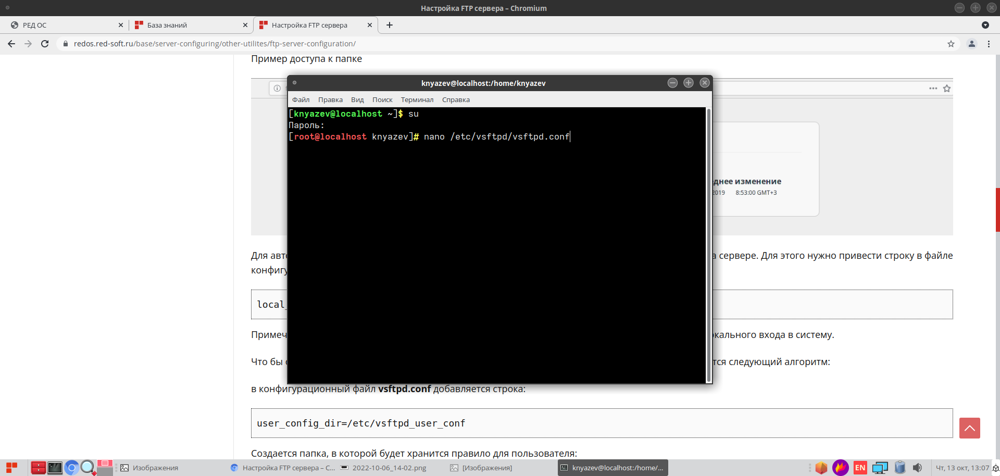 Настройка FTP сервера – Chromium
РЕД ОС
База знаний
Настройка FTP сервера
redos.red-soft.ru/base/server-configuring/other-utilites/ftp-server-configuration/
Пример доступа к папке
knyazev@localhost:/home/knyazev
Файл Правка Вид Поиск Терминал Справка
[knyazev@localhost ~]$ su
Пароль:
[root@localhost knyazev]# nano /etc/vsftpd/vsftpd.conf
днее изменение
2019 8:53:00 GMT+3
Для авт
сервере. Для этого нужно привести строку в файле
конфигу
local_
Примеч
кального входа в систему.
Что бы
тся следующий алгоритм:
в конфигурационный файл vsftpd.conf добавляется строка:
user_config_dir=/etc/vsftpd_user_conf
Создается папка, в которой будет хранится правило для пользователя:
Изображения
Настройка FTP сервера – C...
2022-10-06_14-02.png
[Изображения]
knyazev@localhost:/home/...
EN
Чт, 13 окт, 13:07